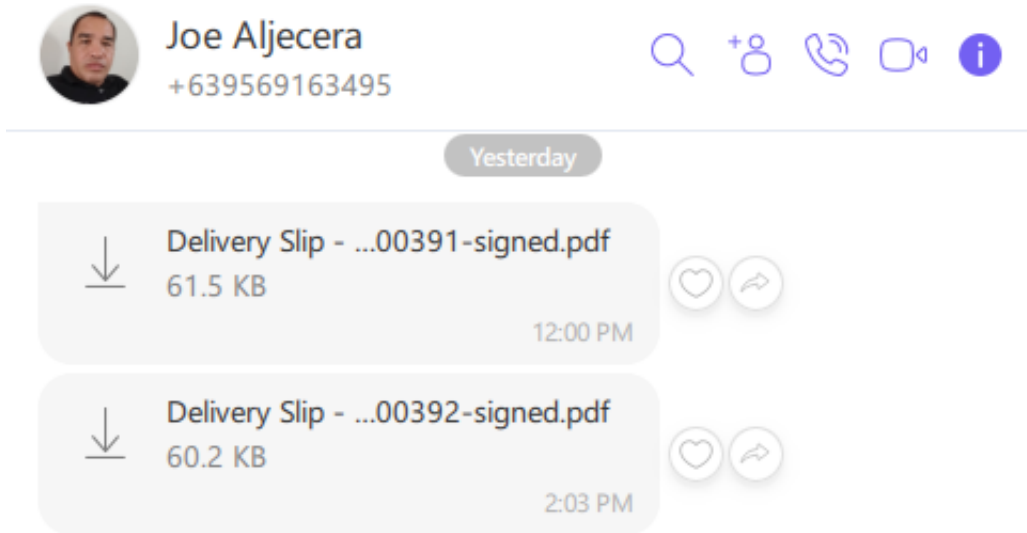 Joe Aljecera
+639569163495
Yesterday
Delivery Slip - ...00391-signed.pdf
61.5 KB
12:00 PM
Delivery Slip - ...00392-signed.pdf
60.2 KB
2:03 PM